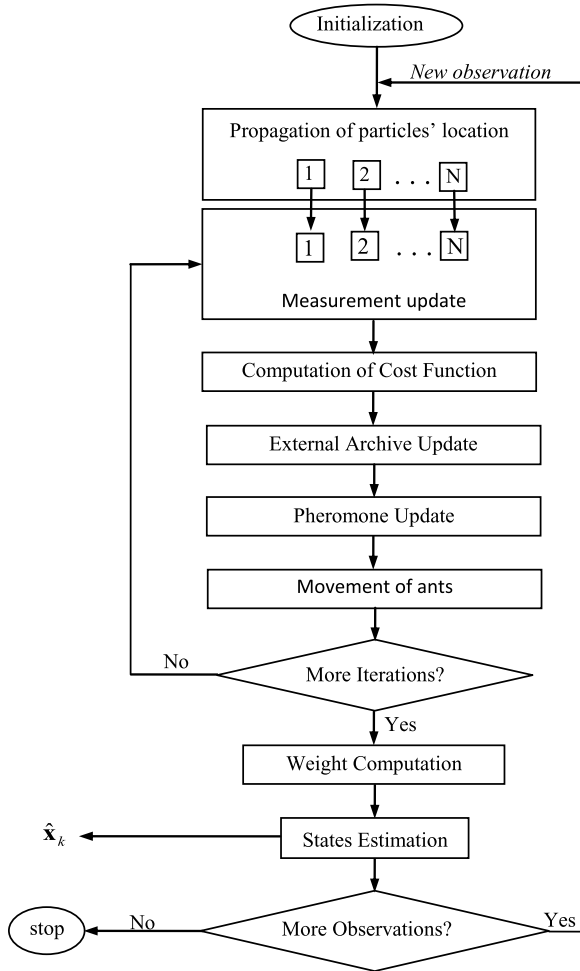 Initialization
New observation
Propagation of particles' location
1 2 . . . N
1 2 . . . N
Measurement update
Computation of Cost Function
External Archive Update
Pheromone Update
Movement of ants
No
More Iterations?
Yes
Weight Computation
x̂ₖ
States Estimation
stop
No
More Observations?
Yes